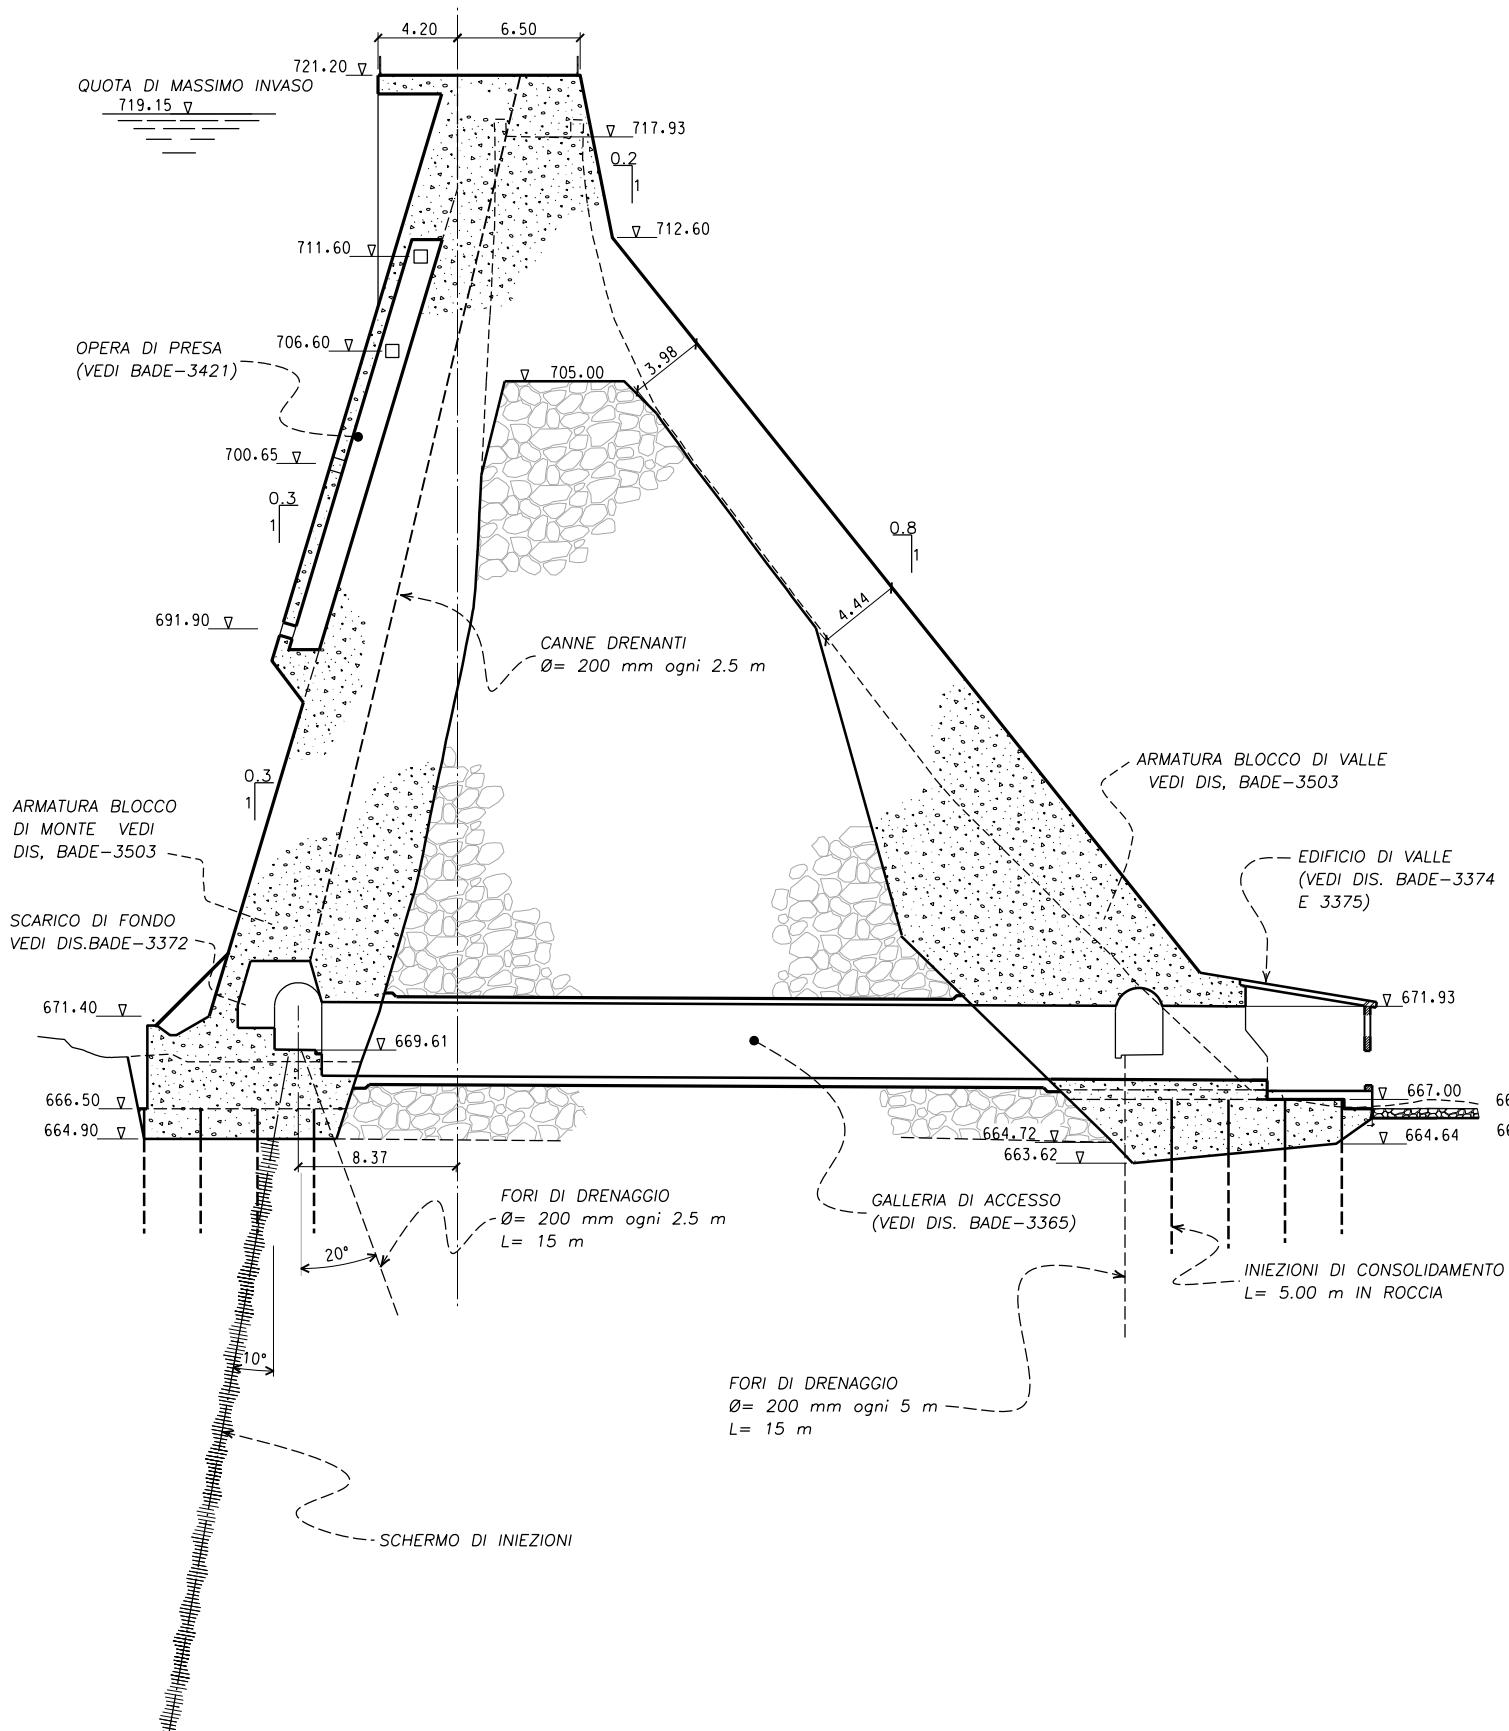 4.20
6.50
721.20
QUOTA DI MASSIMO INVASO
719.15
717.93
0.2
1
712.60
711.60
706.60
OPERA DI PRESA
(VEDI BADE-3421)
3.98
705.00
700.65
0.3
1
0.8
1
4.44
691.90
CANNE DRENANTI
Ø= 200 mm ogni 2.5 m
0.3
1
ARMATURA BLOCCO DI VALLE
VEDI DIS, BADE-3503
ARMATURA BLOCCO
DI MONTE VEDI
DIS, BADE-3503
EDIFICIO DI VALLE
(VEDI DIS. BADE-3374
E 3375)
SCARICO DI FONDO
VEDI DIS.BADE-3372
671.40
671.93
669.61
666.50
667.00
664.90
664.72
664.64
663.62
8.37
FORI DI DRENAGGIO
Ø= 200 mm ogni 2.5 m
L= 15 m
20°
GALLERIA DI ACCESSO
(VEDI DIS. BADE-3365)
INIEZIONI DI CONSOLIDAMENTO
L= 5.00 m IN ROCCIA
10°
FORI DI DRENAGGIO
Ø= 200 mm ogni 5 m
L= 15 m
SCHERMO DI INIEZIONI